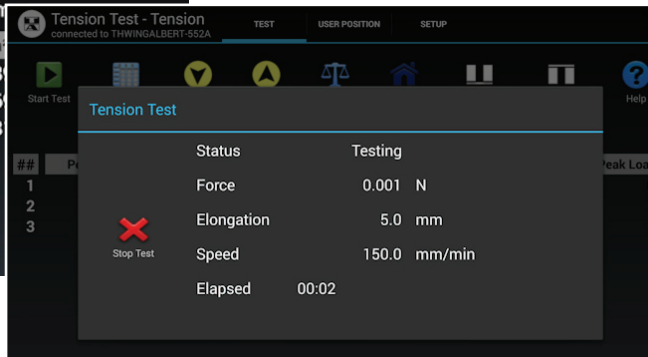 Tension Test - Tension
connected to THWINGALBERT-552A
TEST
USER POSITION
SETUP
Start Test
Help
Tension Test
Status Testing
Force 0.001 N
Elongation 5.0 mm
Speed 150.0 mm/min
Elapsed 00:02
Stop Test
##
Peak Loa
1
2
3